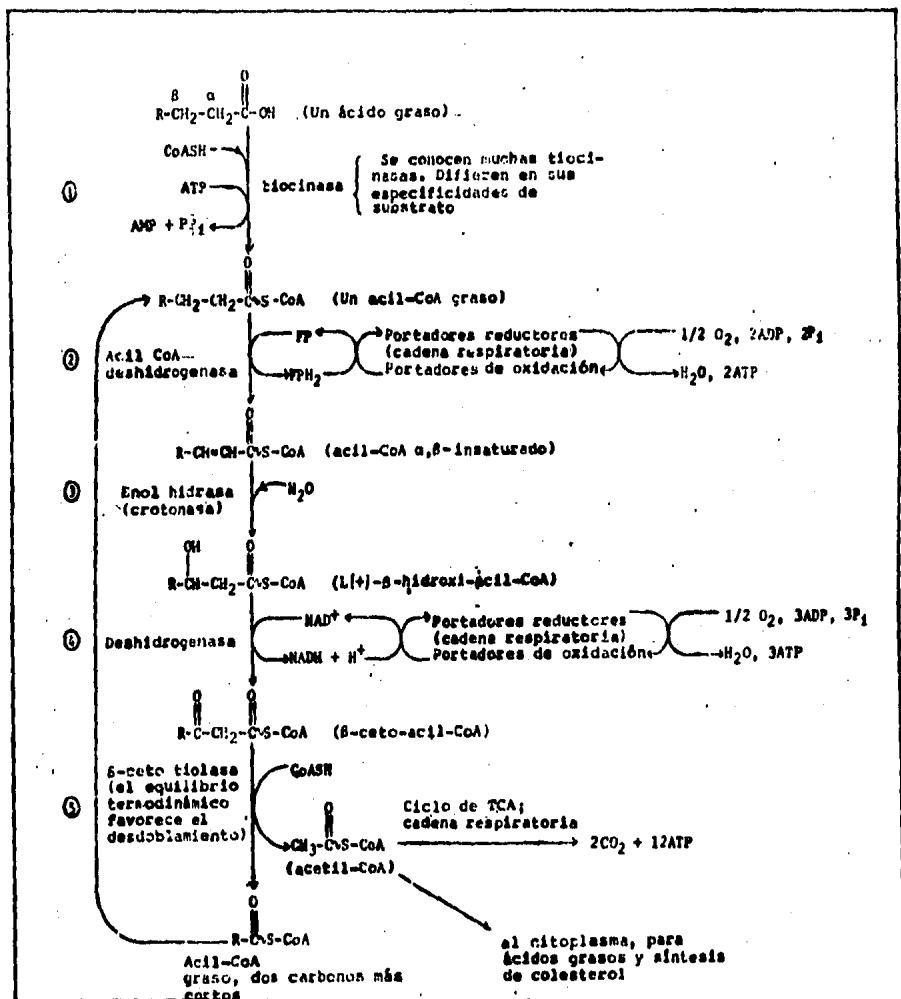 O
β α ||
R-CH2-CH2-C-OH (Un ácido graso)
CoASH
① ATP tiocinasa { Se conocen muchas tiocinasas. Difieren en sus especificidades de substrato
AMP + PPi
O
R-CH2-CH2-C~S-CoA (Un acil-CoA graso)
② Acil CoA-
deshidrogenasa
FP
FPH2
Portadores reductores
(cadena respiratoria)
Portadores de oxidación
1/2 O2, 2ADP, 2Pi
H2O, 2ATP
O
R-CH=CH-C~S-CoA (acil-CoA α,β-insaturado)
③ Enol hidrasa
(crotonasa)
H2O
OH O
R-CH-CH2-C~S-CoA (L(+)-β-hidroxi-acil-CoA)
④ Deshidrogenasa
NAD+
NADH + H+
Portadores reductores
(cadena respiratoria)
Portadores de oxidación
1/2 O2, 3ADP, 3Pi
H2O, 3ATP
O O
R-C-CH2-C~S-CoA (β-ceto-acil-CoA)
⑤ β-ceto tiolasa
(el equilibrio
termodinámico
favorece el
desdoblamiento)
CoASH
O
CH3-C~S-CoA
(acetil-CoA)
Ciclo de TCA;
cadena respiratoria
2CO2 + 12ATP
O
R-C~S-CoA
Acil-CoA
graso, dos carbonos más
cortos
al citoplasma, para
ácidos grasos y síntesis
de colesterol